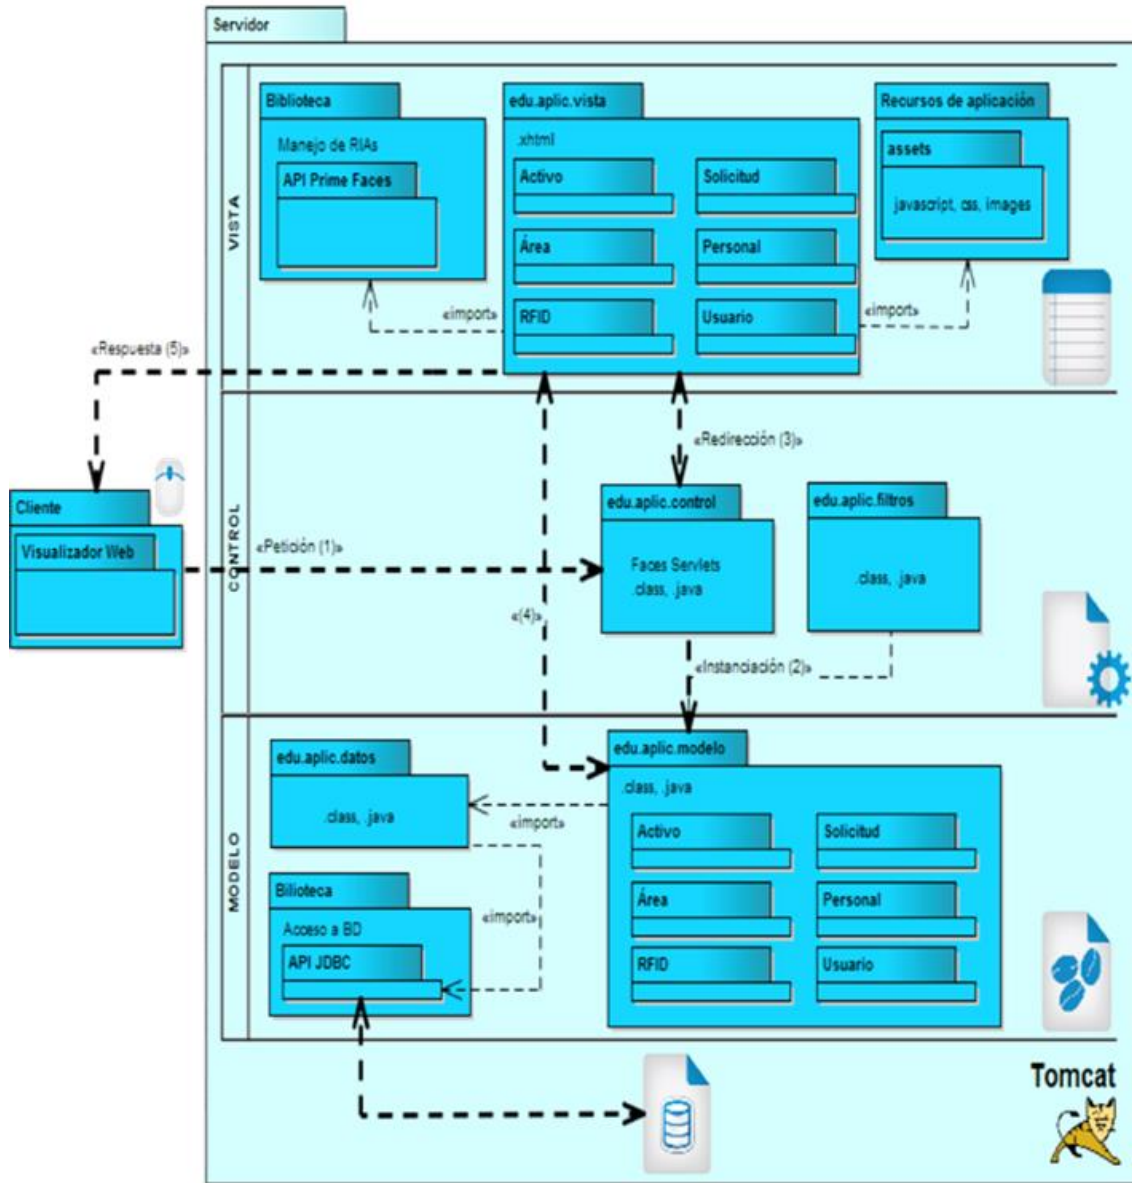 Servidor
VISTA
Biblioteca
Manejo de RIAs
API Prime Faces
edu.aplic.vista
.xhtml
Activo
Solicitud
Área
Personal
RFID
Usuario
Recursos de aplicación
assets
javascript, css, images
«import»
«import»
«Respuesta (5)»
«Redirección (3)»
Cliente
Visualizador Web
CONTROL
«Petición (1)»
edu.aplic.control
Faces Servlets
.class, .java
edu.aplic.filtros
.class, .java
«(4)»
«Instanciación (2)»
MODELO
edu.aplic.datos
.class, .java
«import»
edu.aplic.modelo
.class, .java
Activo
Solicitud
Área
Personal
RFID
Usuario
Bilioteca
Acceso a BD
API JDBC
«import»
Tomcat